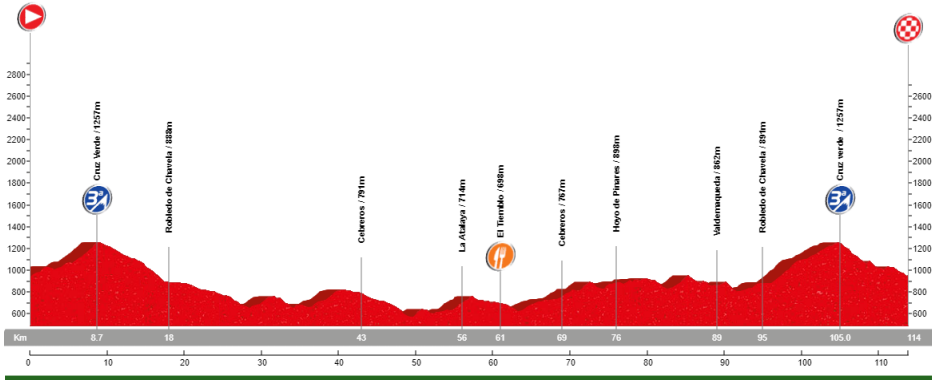 Cruz Verde / 1257m
Robledo de Chavela / 888m
Cebreros / 791m
La Atalaya / 714m
El Tiemblo / 698m
Cebreros / 767m
Hoyo de Pinares / 898m
Valdemaqueda / 862m
Robledo de Chavela / 891m
Cruz verde / 1257m
3ª
3ª
2800
2600
2400
2200
2000
1800
1600
1400
1200
1000
800
600
2600
2400
2200
2000
1800
1600
1400
1200
1000
800
600
Km 8.7 18 43 56 61 69 76 89 95 105.0 114
0 10 20 30 40 50 60 70 80 90 100 110